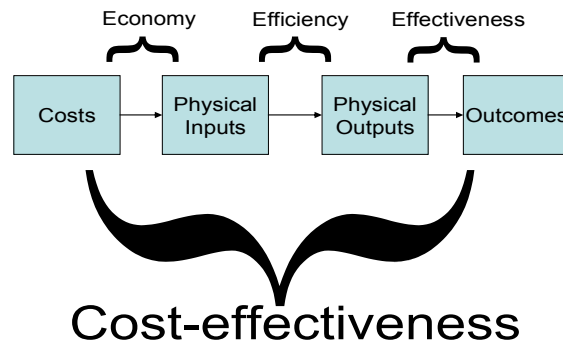 Economy
Efficiency
Effectiveness
Costs
Physical
Inputs
Physical
Outputs
Outcomes
Cost-effectiveness